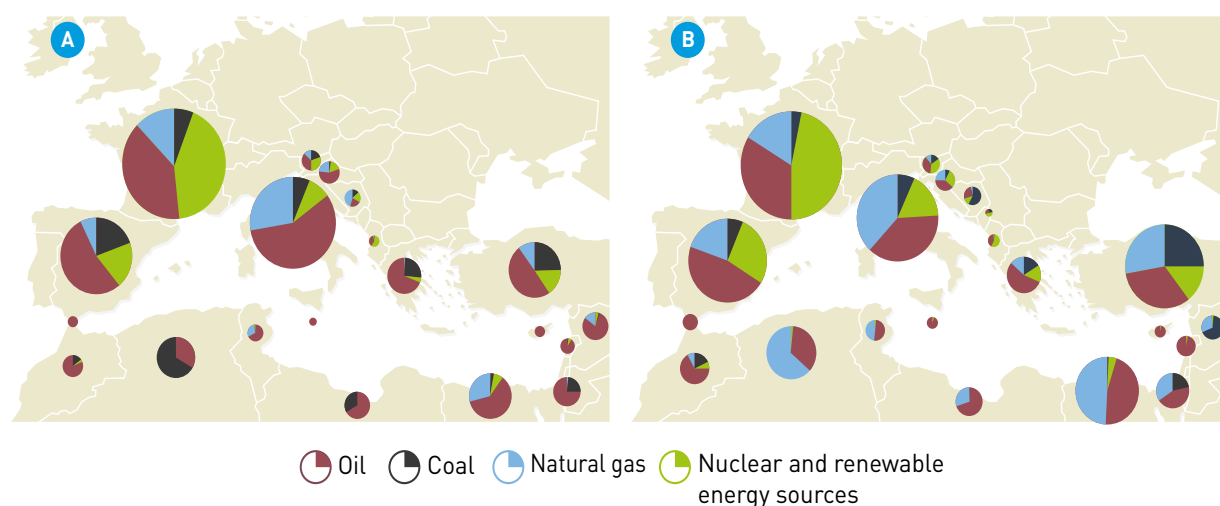 A
B
Oil
Coal
Natural gas
Nuclear and renewable
energy sources